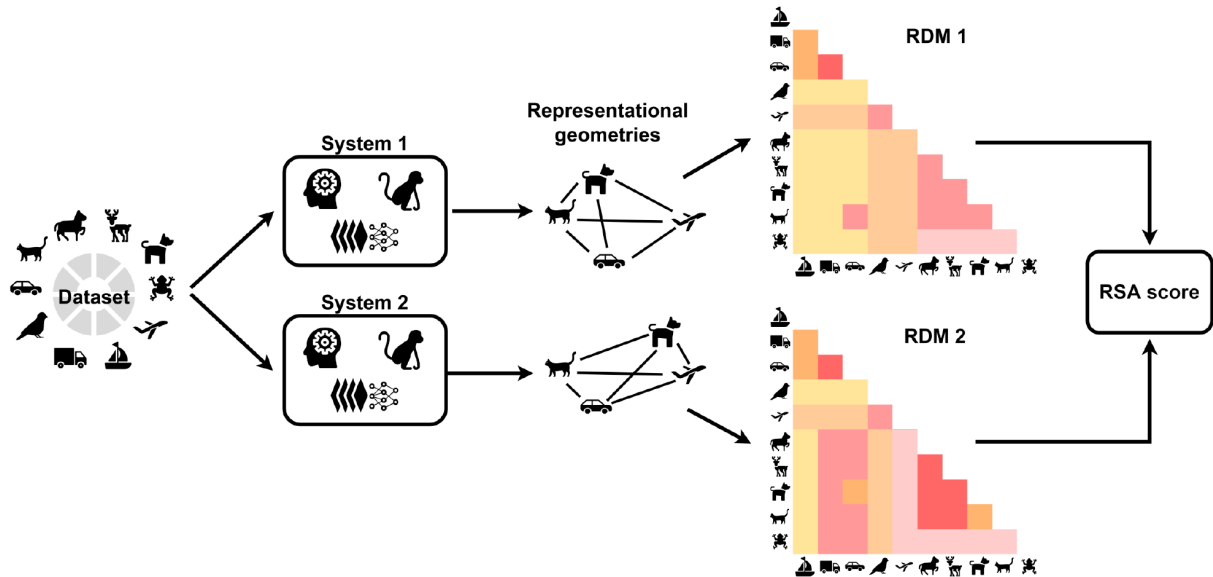 Dataset
System 1
System 2
Representational
geometries
RDM 1
RDM 2
RSA score